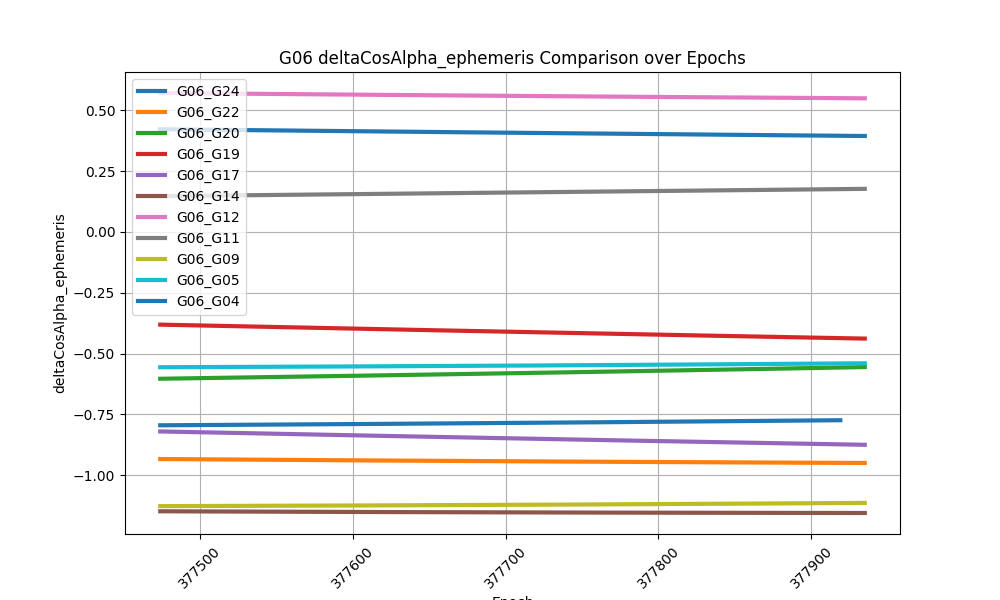 G06 deltaCosAlpha_ephemeris Comparison over Epochs
deltaCosAlpha_ephemeris
0.50
0.25
0.00
−0.25
−0.50
−0.75
−1.00
G06_G24
G06_G22
G06_G20
G06_G19
G06_G17
G06_G14
G06_G12
G06_G11
G06_G09
G06_G05
G06_G04
377500
377600
377700
377800
377900
Epoch